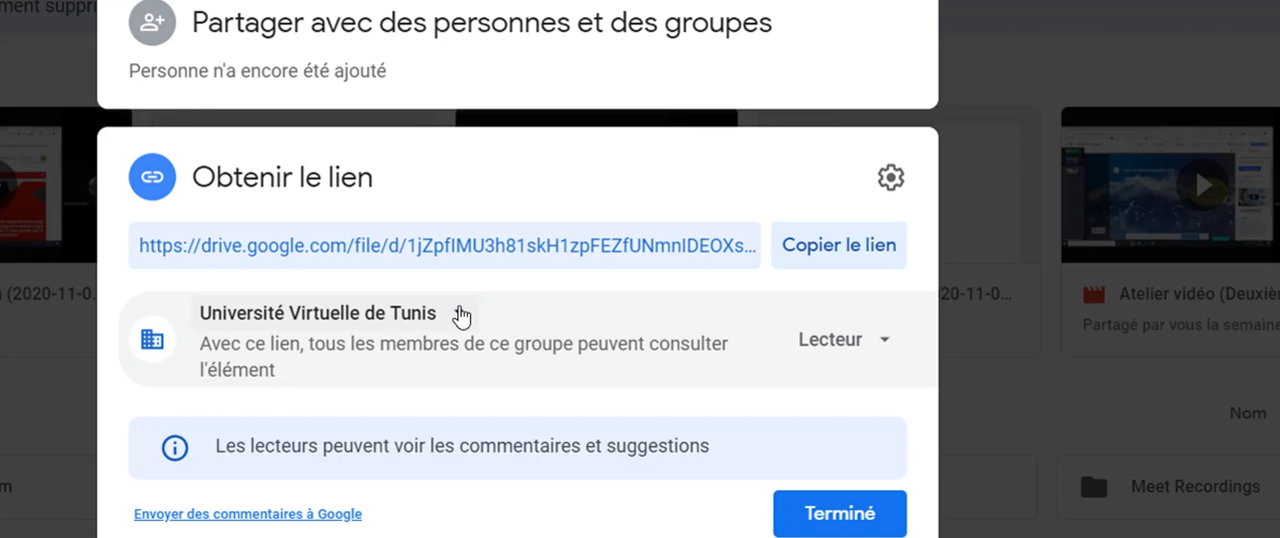 ment suppri
Partager avec des personnes et des groupes
Personne n'a encore été ajouté
Obtenir le lien
https://drive.google.com/file/d/1jZpfIMU3h81skH1zpFEZfUNmnIDEOXs...
Copier le lien
n (2020-11-0...
20-11-0...
Atelier vidéo (Deuxièr
Partagé par vous la semaine
Université Virtuelle de Tunis
Avec ce lien, tous les membres de ce groupe peuvent consulter
l'élément
Lecteur
Nom
Les lecteurs peuvent voir les commentaires et suggestions
m
Meet Recordings
Envoyer des commentaires à Google
Terminé